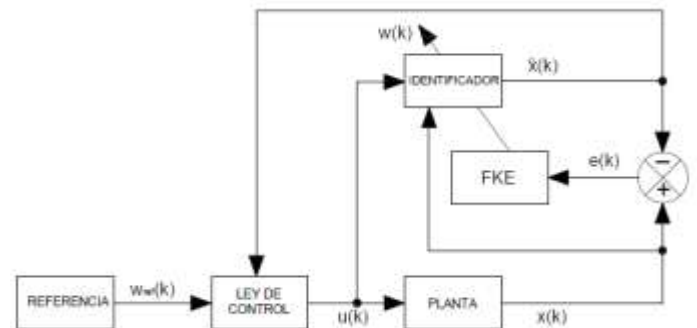 w(k)
IDENTIFICADOR
x̂(k)
−
e(k)
FKE
+
REFERENCIA
wref(k)
LEY DE
CONTROL
u(k)
PLANTA
x(k)